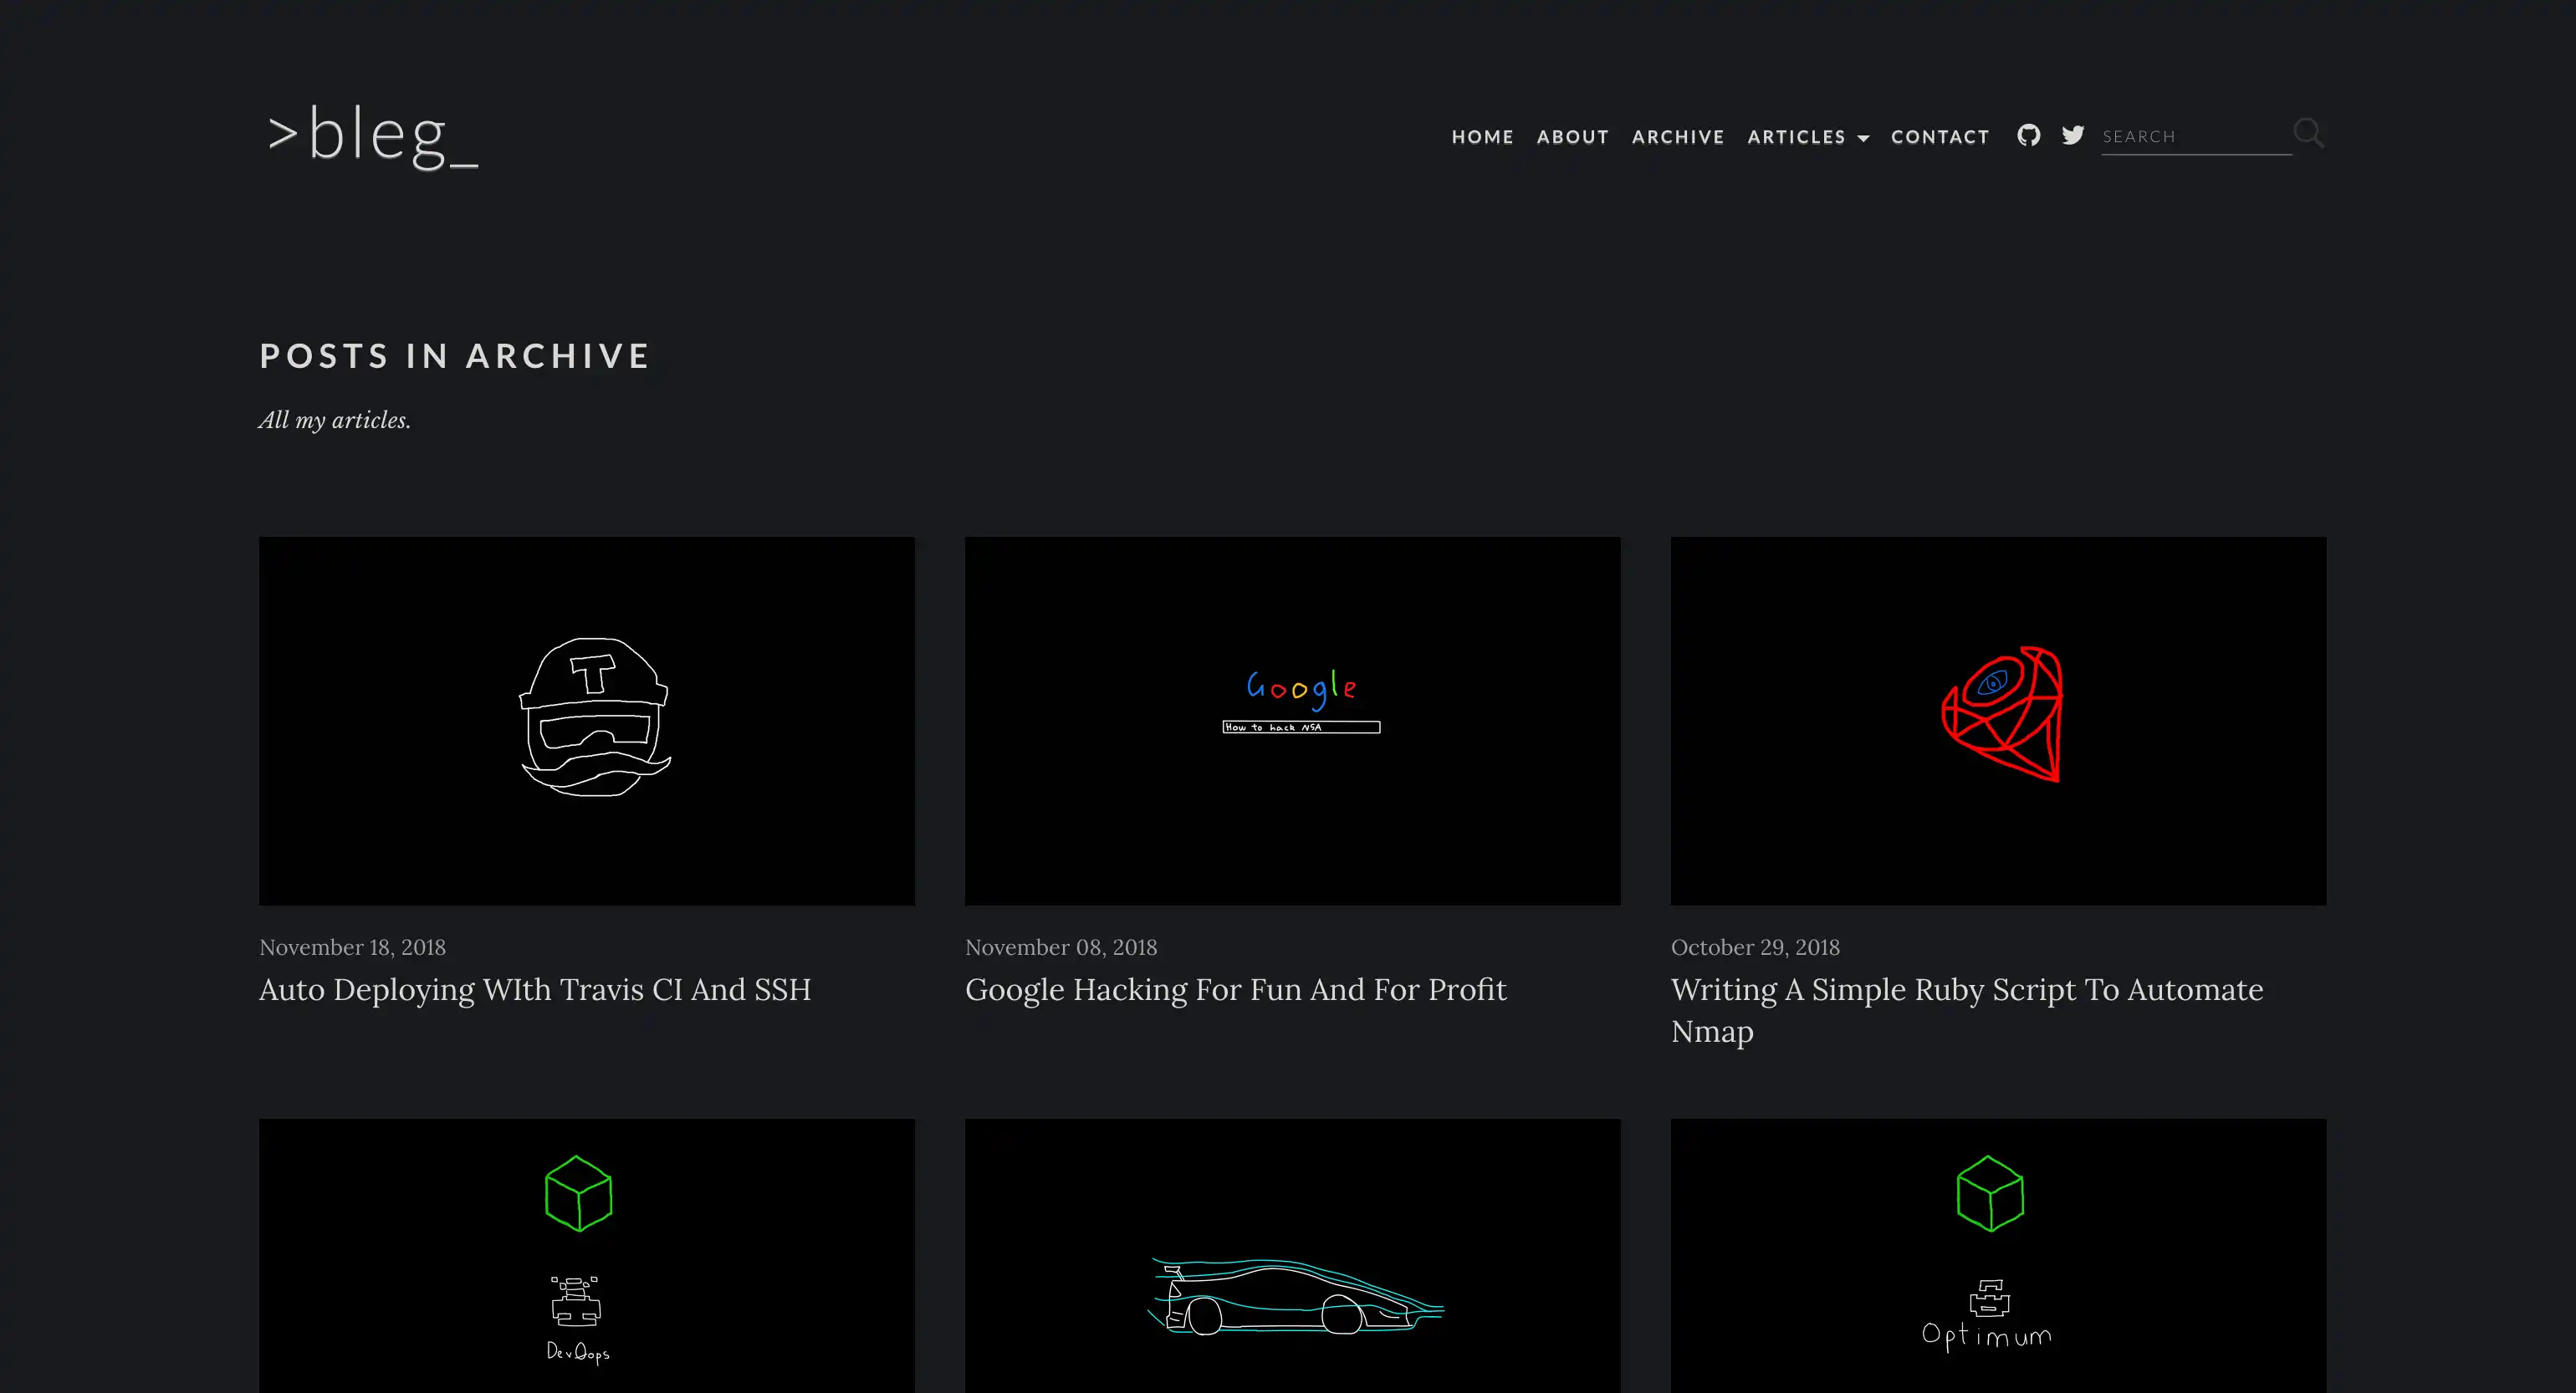 >bleg_
HOME ABOUT ARCHIVE ARTICLES CONTACT SEARCH
POSTS IN ARCHIVE
All my articles.
T
Google
How to hack NSA
November 18, 2018
Auto Deploying WIth Travis CI And SSH
November 08, 2018
Google Hacking For Fun And For Profit
October 29, 2018
Writing A Simple Ruby Script To Automate
Nmap
DevOops
Optimum